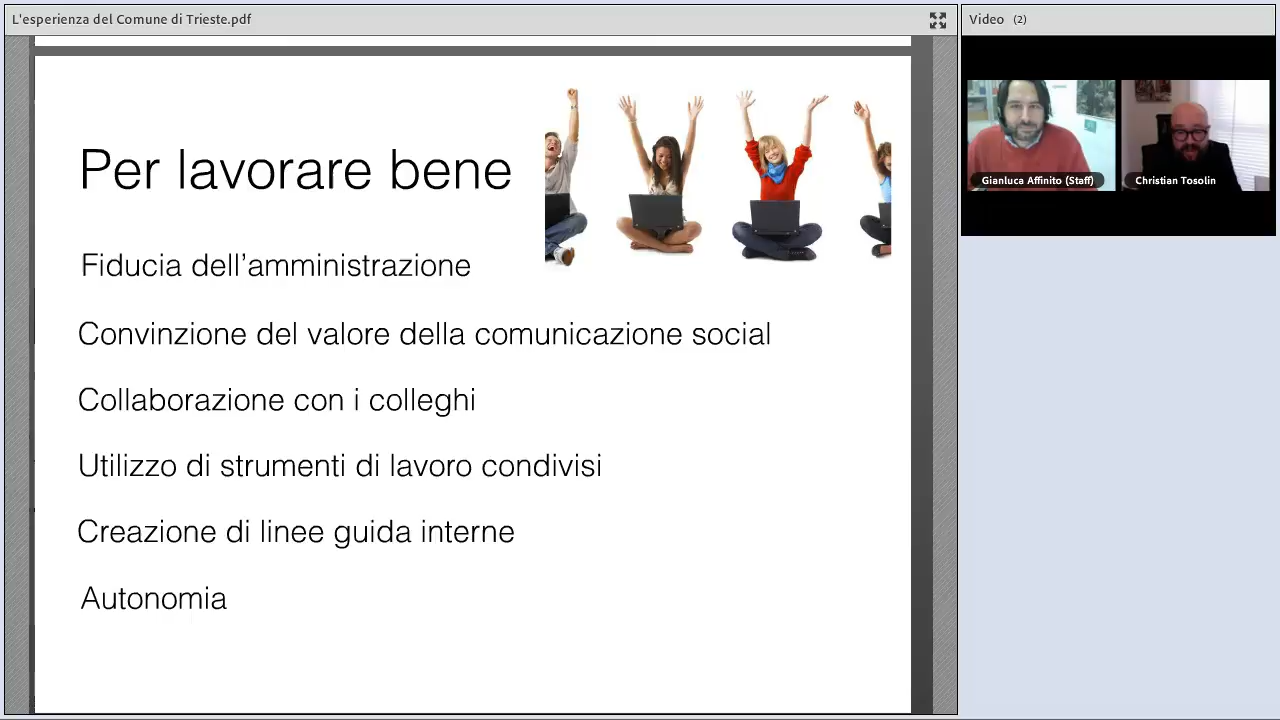 L'esperienza del Comune di Trieste.pdf
Video (2)
Gianluca Affinito (Staff)
Christian Tosolin
Per lavorare bene
Fiducia dell’amministrazione
Convinzione del valore della comunicazione social
Collaborazione con i colleghi
Utilizzo di strumenti di lavoro condivisi
Creazione di linee guida interne
Autonomia